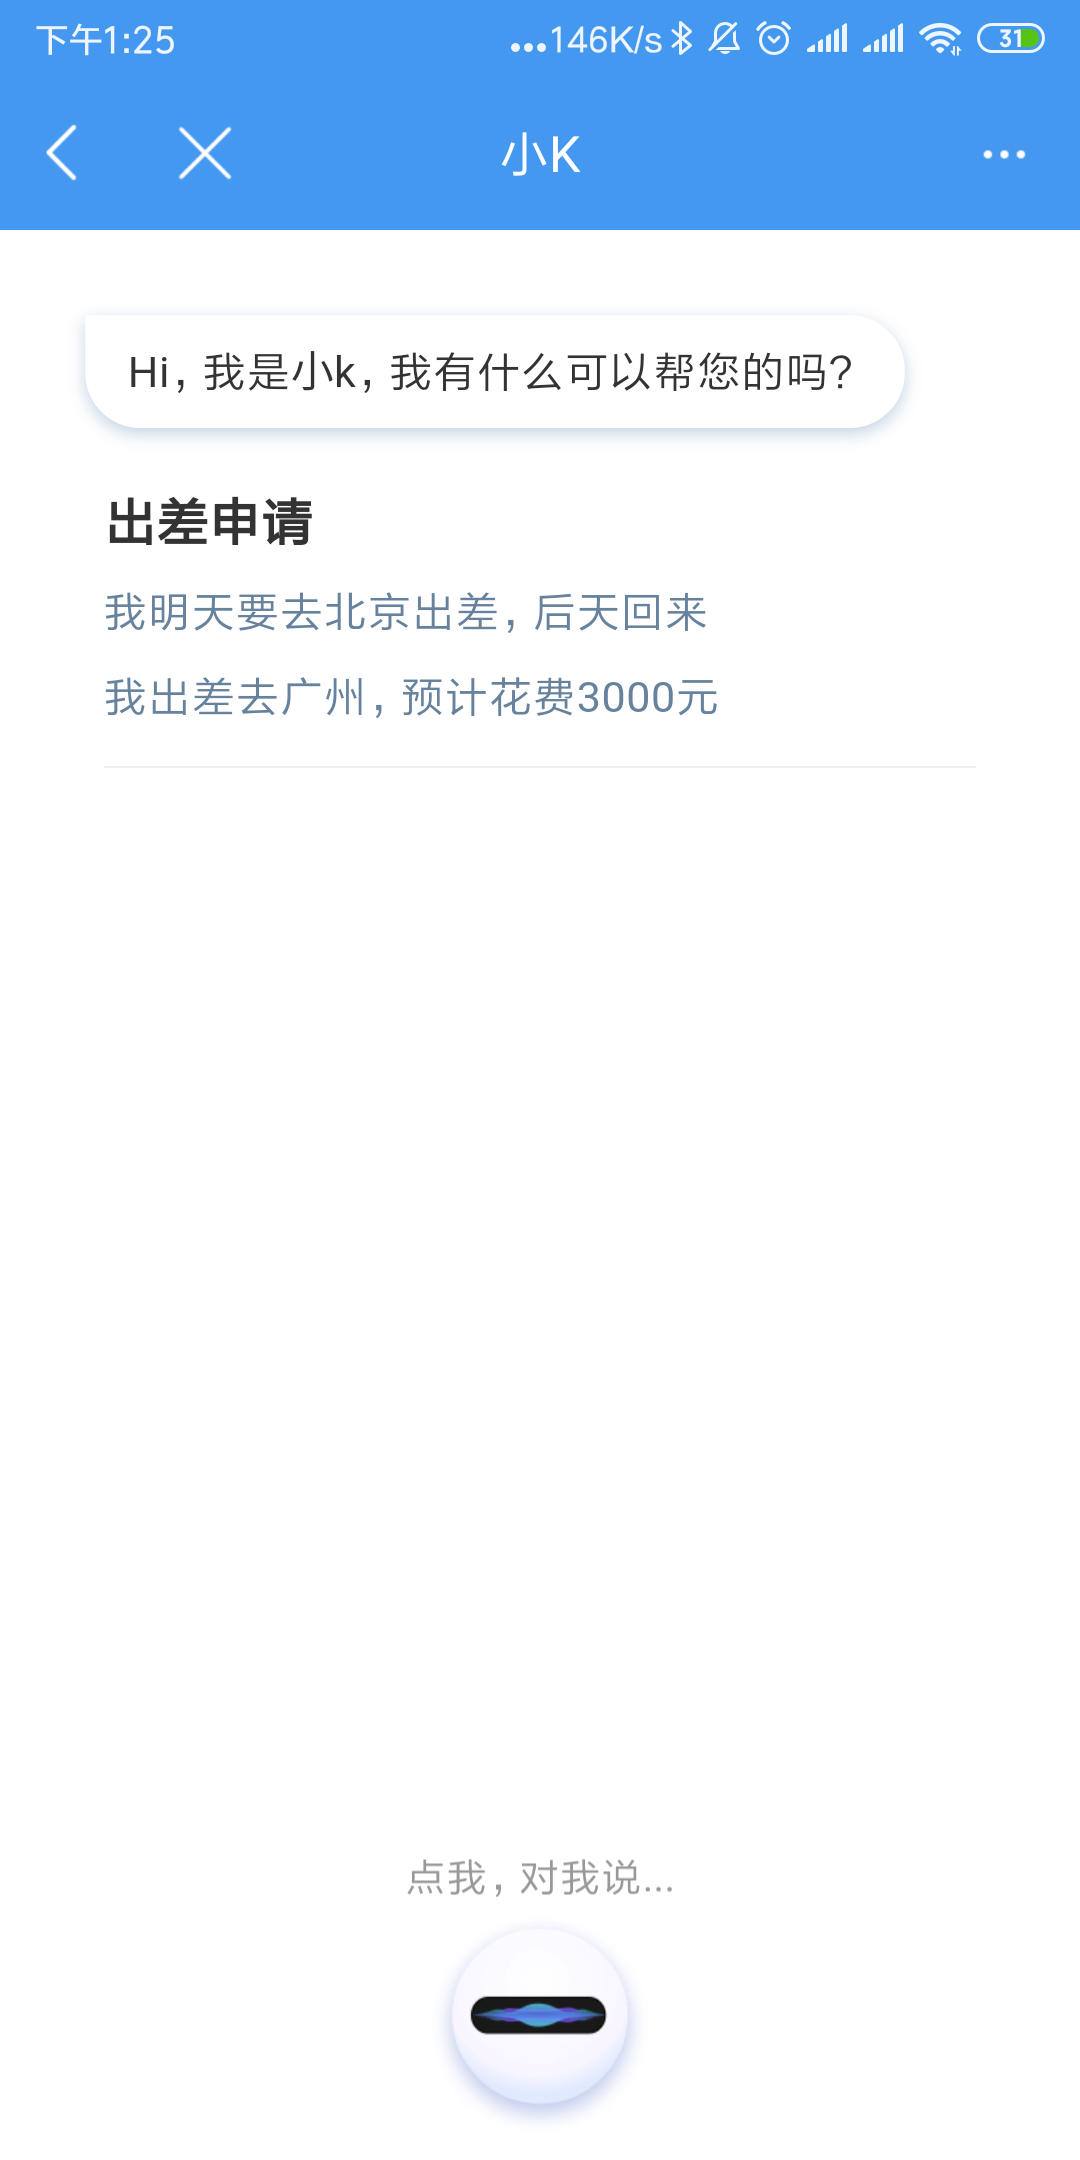 下午1:25
...146K/s
31
小K
Hi, 我是小k, 我有什么可以帮您的吗?
出差申请
我明天要去北京出差, 后天回来
我出差去广州, 预计花费3000元
点我, 对我说...